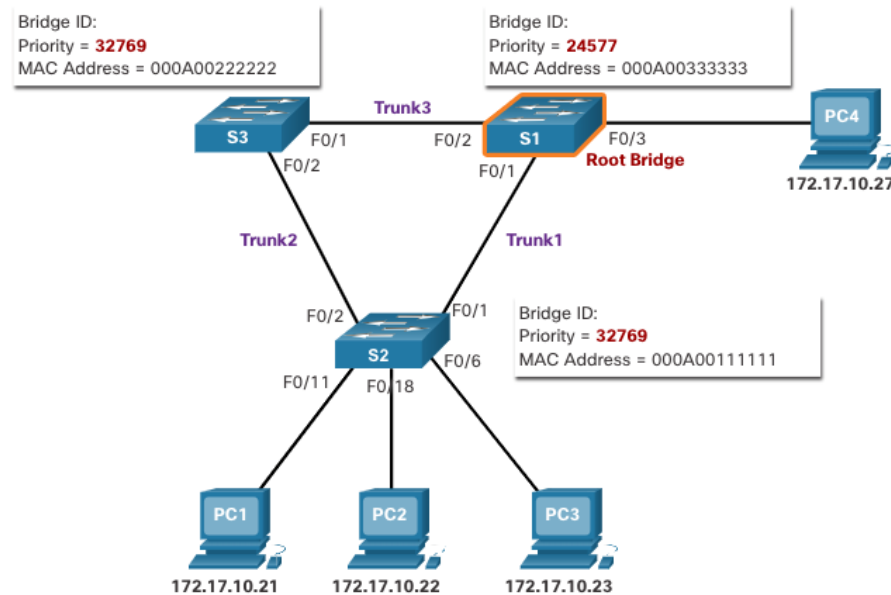 Bridge ID:
Priority = 32769
MAC Address = 000A00222222
Bridge ID:
Priority = 24577
MAC Address = 000A00333333
Trunk3
S3
F0/1
F0/2
S1
F0/3
PC4
F0/2
F0/1
Root Bridge
172.17.10.27
Trunk2
Trunk1
F0/2
F0/1
S2
F0/6
Bridge ID:
Priority = 32769
MAC Address = 000A00111111
F0/11
F0/18
PC1
PC2
PC3
172.17.10.21
172.17.10.22
172.17.10.23